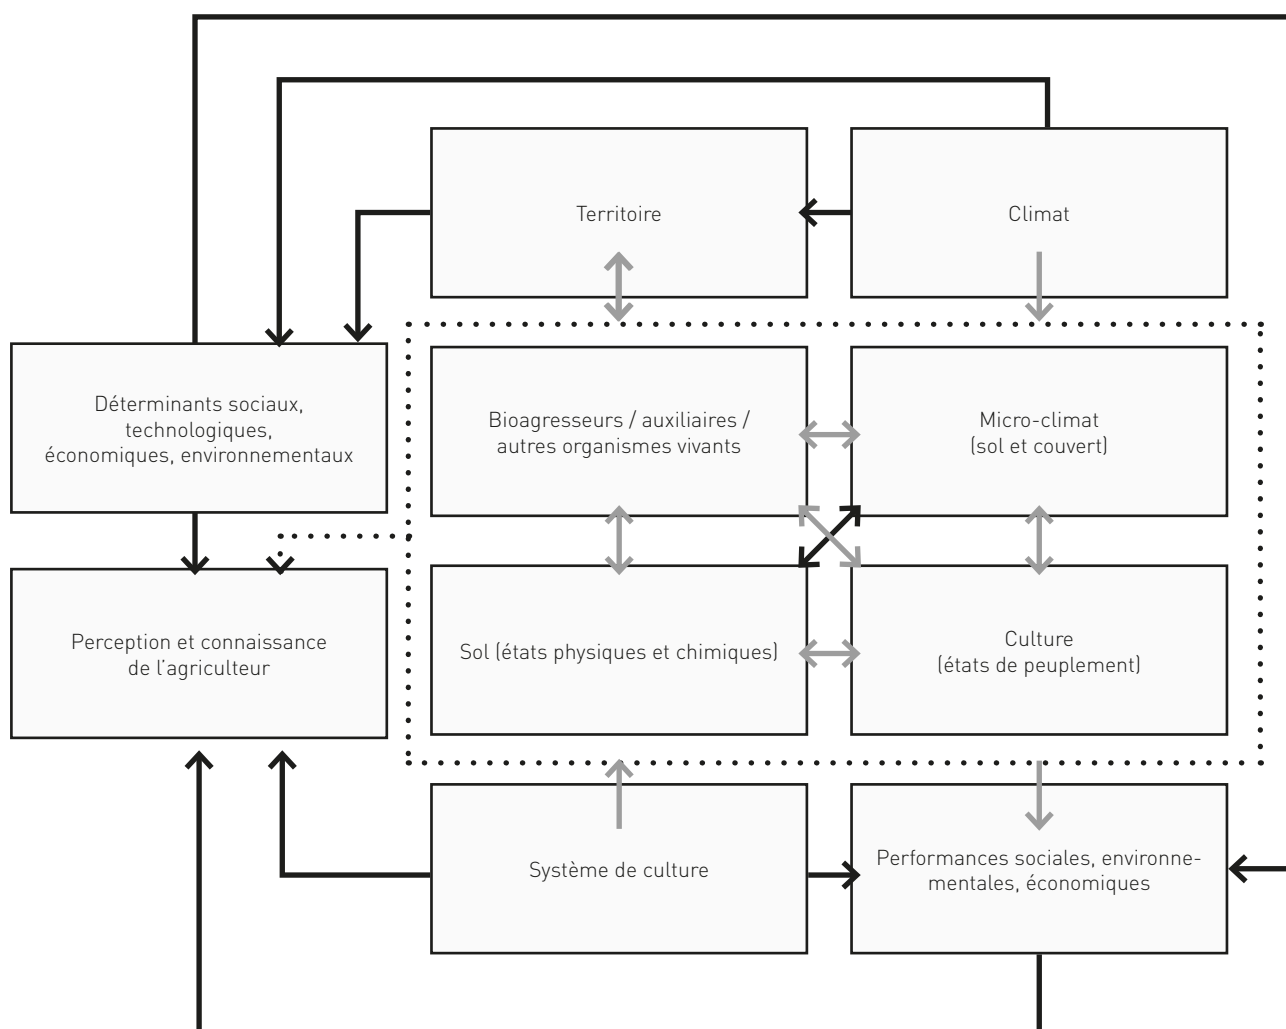 Territoire
Climat
Déterminants sociaux,
technologiques,
économiques, environnementaux
Bioagresseurs / auxiliaires /
autres organismes vivants
Micro-climat
(sol et couvert)
Perception et connaissance
de l'agriculteur
Sol (états physiques et chimiques)
Culture
(états de peuplement)
Système de culture
Performances sociales, environne-
mentales, économiques